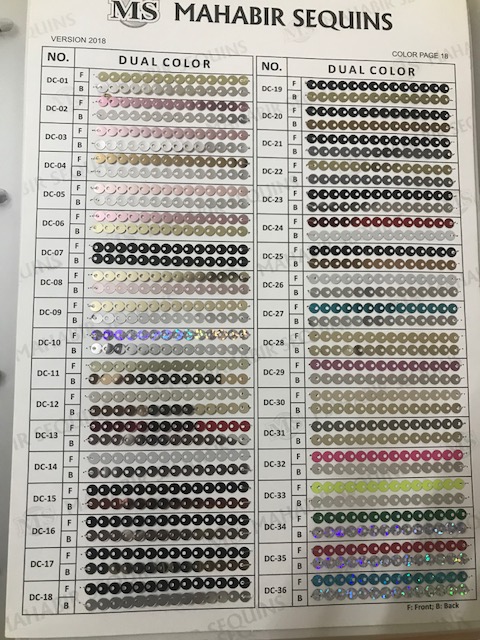 MS MAHABIR SEQUINS
VERSION 2018
COLOR PAGE 18
NO. DUAL COLOR
DC-01 F B
DC-02 F B
DC-03 F B
DC-04 F B
DC-05 F B
DC-06 F B
DC-07 F B
DC-08 F B
DC-09 F B
DC-10 F B
DC-11 F B
DC-12 F B
DC-13 F B
DC-14 F B
DC-15 F B
DC-16 F B
DC-17 F B
DC-18 F B
NO. DUAL COLOR
DC-19 F B
DC-20 F B
DC-21 F B
DC-22 F B
DC-23 F B
DC-24 F B
DC-25 F B
DC-26 F B
DC-27 F B
DC-28 F B
DC-29 F B
DC-30 F B
DC-31 F B
DC-32 F B
DC-33 F B
DC-34 F B
DC-35 F B
DC-36 F B
F: Front; B: Back